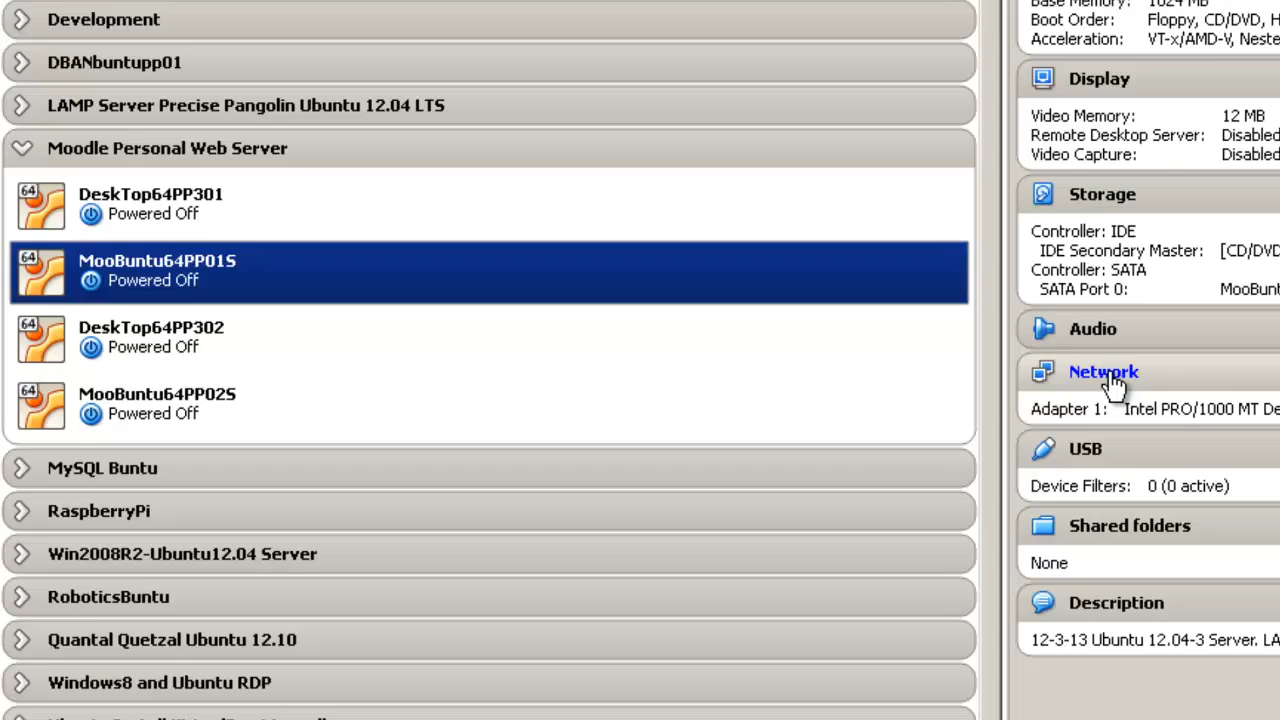 Development
DBANbuntupp01
LAMP Server Precise Pangolin Ubuntu 12.04 LTS
Moodle Personal Web Server
64
DeskTop64PP301
Powered Off
64
MooBuntu64PP01S
Powered Off
64
DeskTop64PP302
Powered Off
64
MooBuntu64PP02S
Powered Off
MySQL Buntu
RaspberryPi
Win2008R2-Ubuntu12.04 Server
RoboticsBuntu
Quantal Quetzal Ubuntu 12.10
Windows8 and Ubuntu RDP
Base Memory: 1024 MB
Boot Order: Floppy, CD/DVD, H
Acceleration: VT-x/AMD-V, Neste
Display
Video Memory: 12 MB
Remote Desktop Server: Disabled
Video Capture: Disabled
Storage
Controller: IDE
IDE Secondary Master: [CD/DVD
Controller: SATA
SATA Port 0: MooBunt
Audio
Network
Adapter 1: Intel PRO/1000 MT De
USB
Device Filters: 0 (0 active)
Shared folders
None
Description
12-3-13 Ubuntu 12.04-3 Server. LA